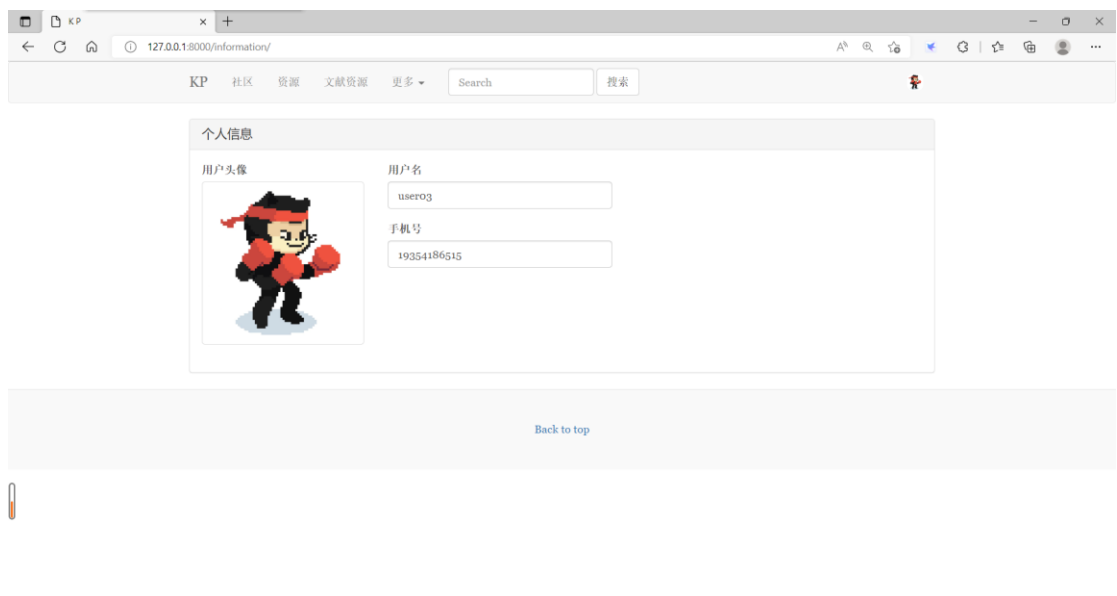 KP
127.0.0.1:8000/information/
KP 社区 资源 文献资源 更多 Search 搜索
个人信息
用户头像
用户名
user03
手机号
19354186515
Back to top